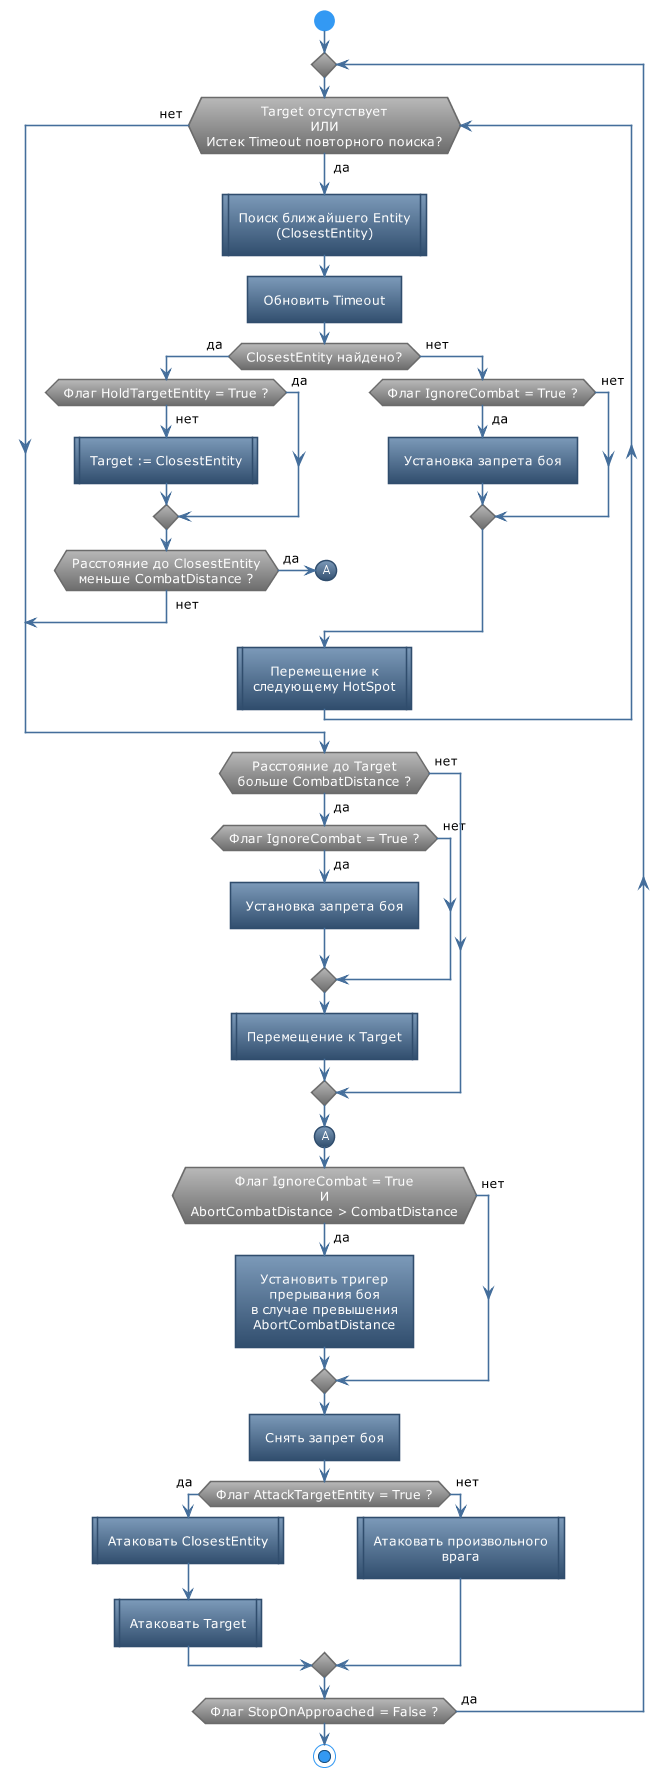 нет
Target отсутствует
ИЛИ
Истек Timeout повторного поиска?
да
Поиск ближайшего Entity
(ClosestEntity)
Обновить Timeout
да
ClosestEntity найдено?
нет
Флаг HoldTargetEntity = True ?
да
Флаг IgnoreCombat = True ?
нет
нет
да
Target := ClosestEntity
Установка запрета боя
Расстояние до ClosestEntity
меньше CombatDistance ?
да
A
нет
Перемещение к
следующему HotSpot
Расстояние до Target
больше CombatDistance ?
нет
да
Флаг IgnoreCombat = True ?
нет
да
Установка запрета боя
Перемещение к Target
A
Флаг IgnoreCombat = True
И
AbortCombatDistance > CombatDistance
нет
да
Установить тригер
прерывания боя
в случае превышения
AbortCombatDistance
Снять запрет боя
да
Флаг AttackTargetEntity = True ?
нет
Атаковать ClosestEntity
Атаковать произвольного
врага
Атаковать Target
Флаг StopOnApproached = False ?
да